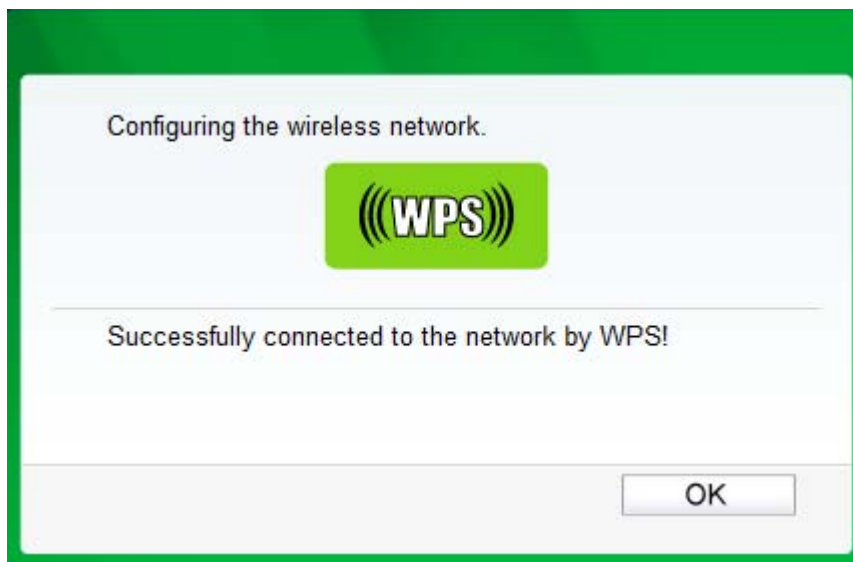 Configuring the wireless network.
WPS
Successfully connected to the network by WPS!
OK